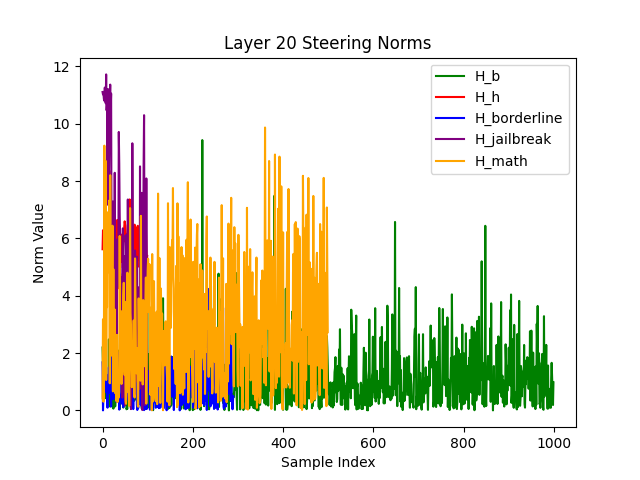 Layer 20 Steering Norms
H_b
H_h
H_borderline
H_jailbreak
H_math
Norm Value
12
10
8
6
4
2
0
0 200 400 600 800 1000
Sample Index